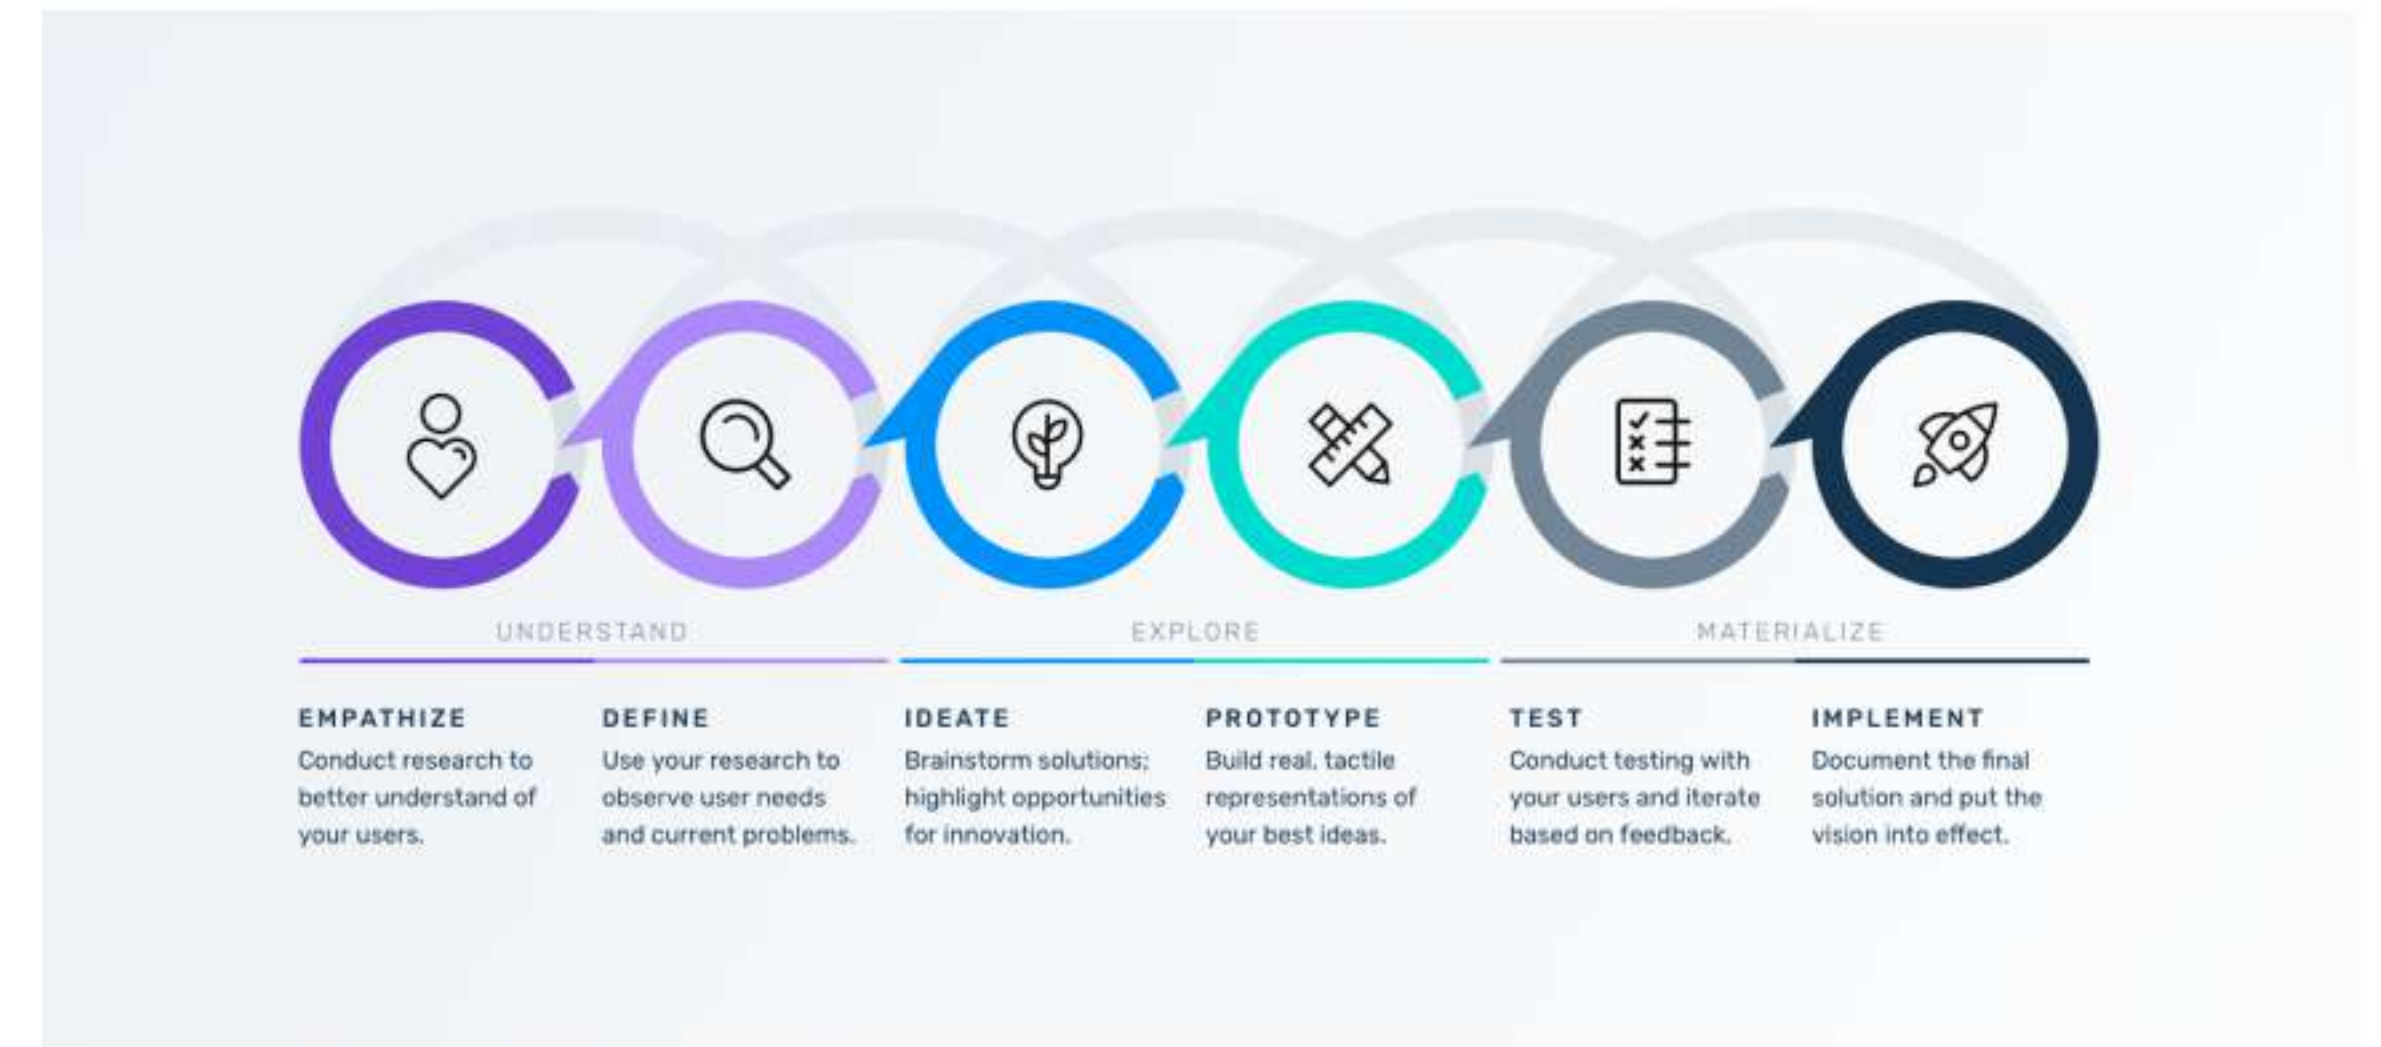 UNDERSTAND
EXPLORE
MATERIALIZE
EMPATHIZE
Conduct research to
better understand of
your users.
DEFINE
Use your research to
observe user needs
and current problems.
IDEATE
Brainstorm solutions;
highlight opportunities
for innovation.
PROTOTYPE
Build real, tactile
representations of
your best ideas.
TEST
Conduct testing with
your users and iterate
based on feedback.
IMPLEMENT
Document the final
solution and put the
vision into effect.